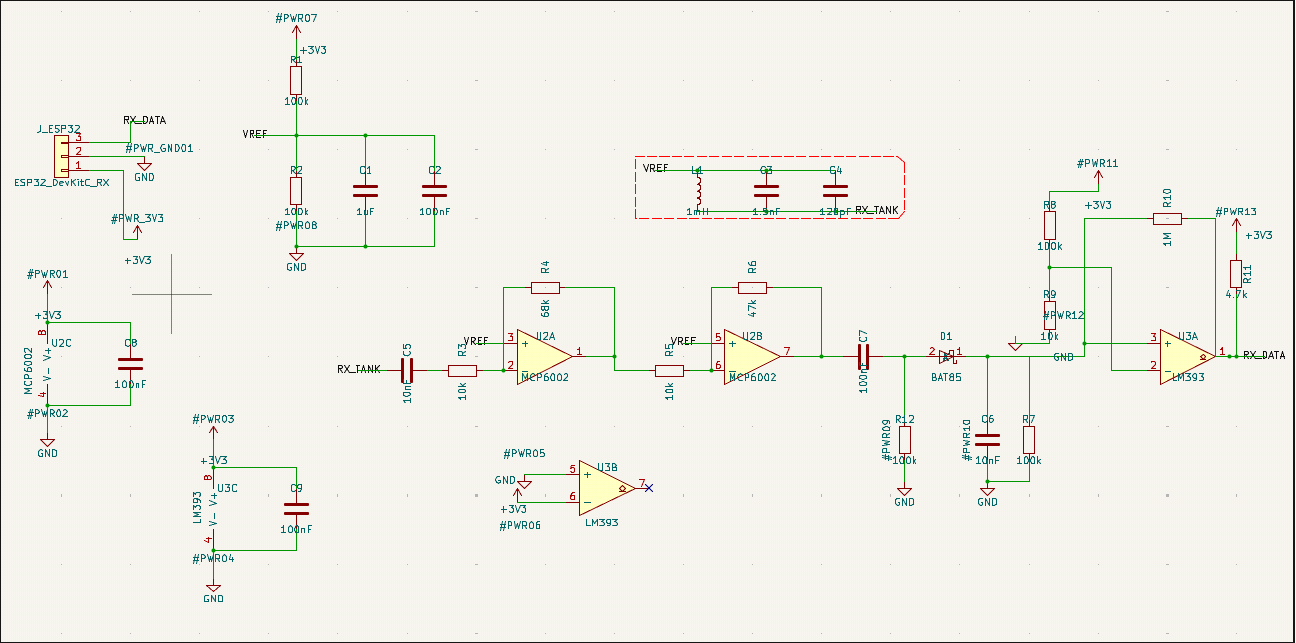 #PWR07
+3V3
R1
100k
VREF
R2
100k
#PWR08
GND
C1
1uF
C2
100nF
RX_DATA
J_ESP32
3
2
1
#PWR_GND01
GND
ESP32_DevKitC_RX
#PWR_3V3
+3V3
#PWR01
+3V3
8
U2C
MCP6002
V+
V-
4
C8
100nF
#PWR02
GND
#PWR03
+3V3
8
U3C
LM393
V+
V-
4
C9
100nF
#PWR04
GND
VREF
L1
1mH
C3
C4
RX_TANK
RX_TANK
C5
10nF
R3
10k
VREF
R4
68k
3
+
2
-
U2A
1
MCP6002
R5
10k
VREF
R6
47k
5
+
6
-
U2B
7
MCP6002
C7
100nF
D1
2
1
BAT85
#PWR09
R12
100k
GND
#PWR10
C6
10nF
R7
100k
GND
#PWR11
+3V3
R8
100k
R9
#PWR12
10k
GND
R10
1M
#PWR13
+3V3
R11
4.7k
3
+
2
-
U3A
1
LM393
RX_DATA
#PWR05
GND
+3V3
#PWR06
5
+
6
-
U3B
7
LM393